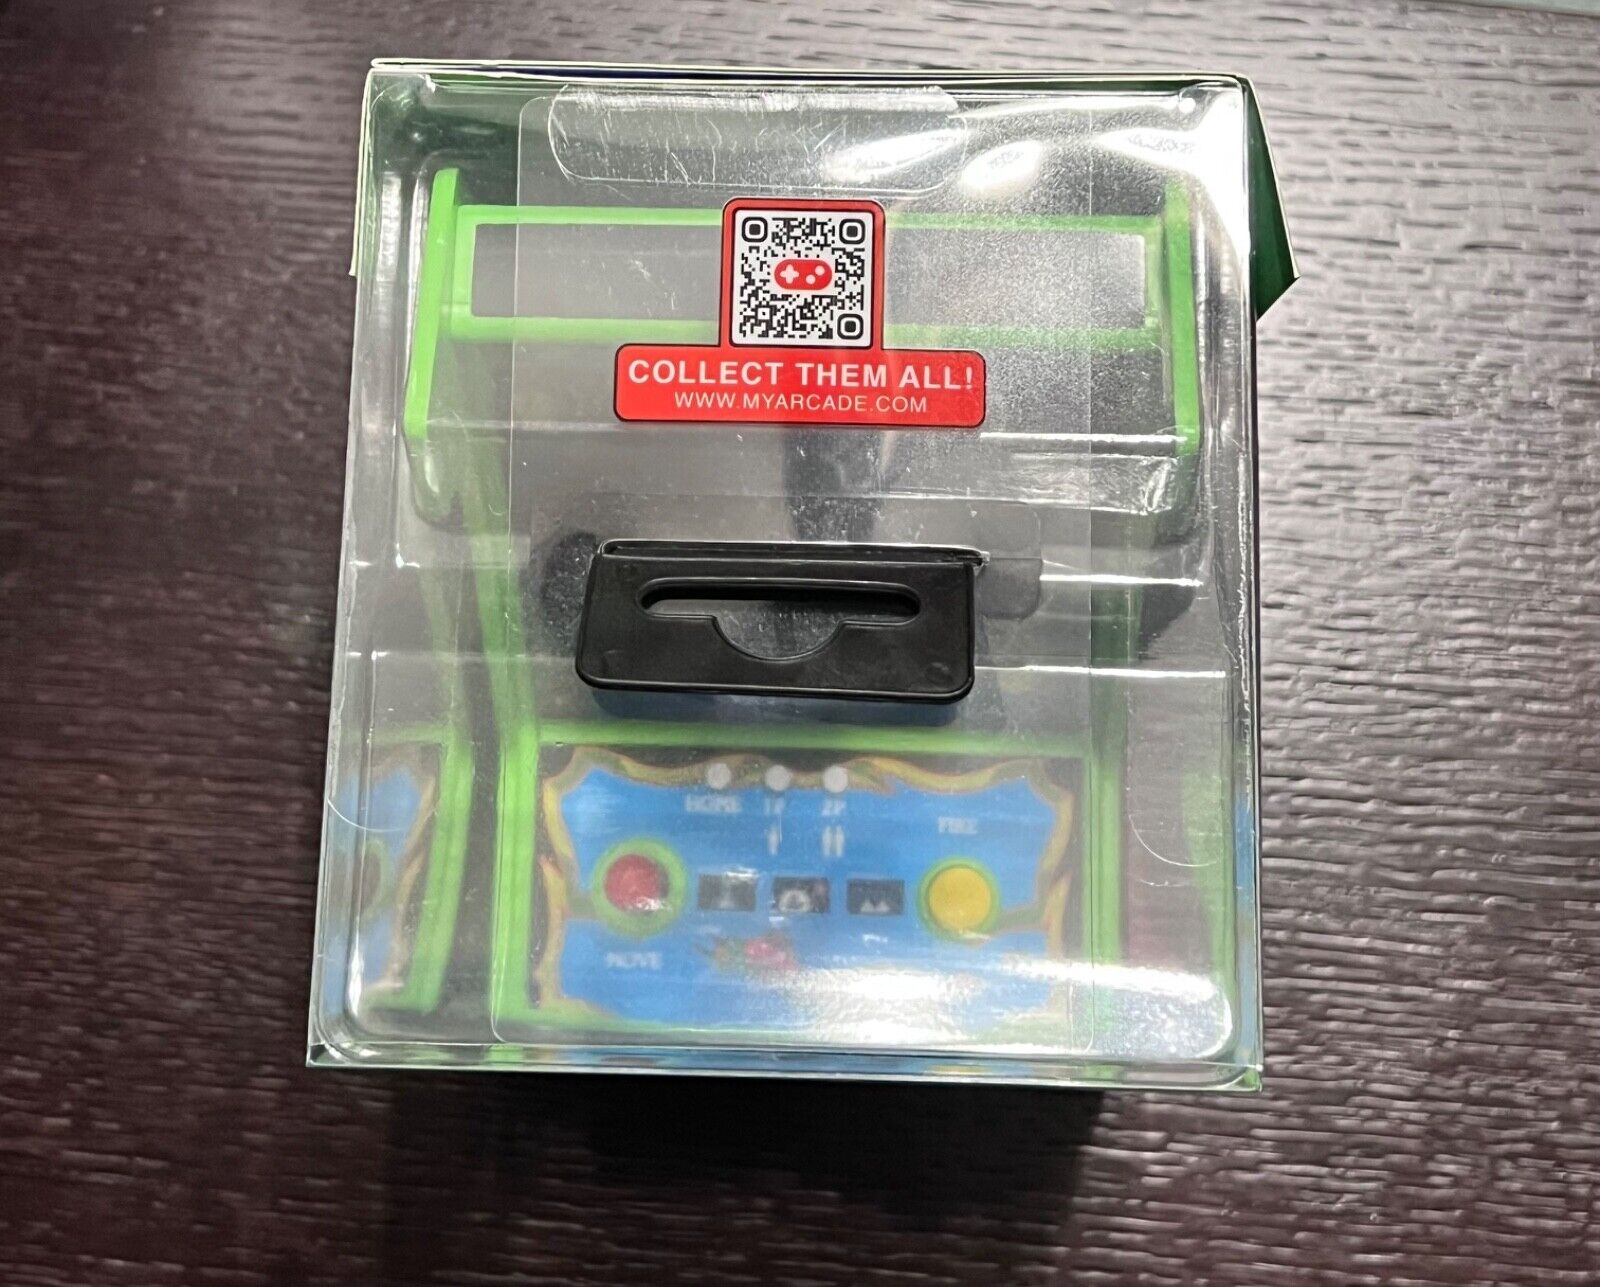 COLLECT THEM ALL!
WWW.MYARCADE.COM
HOME 1P 2P
FIRE
MOVE